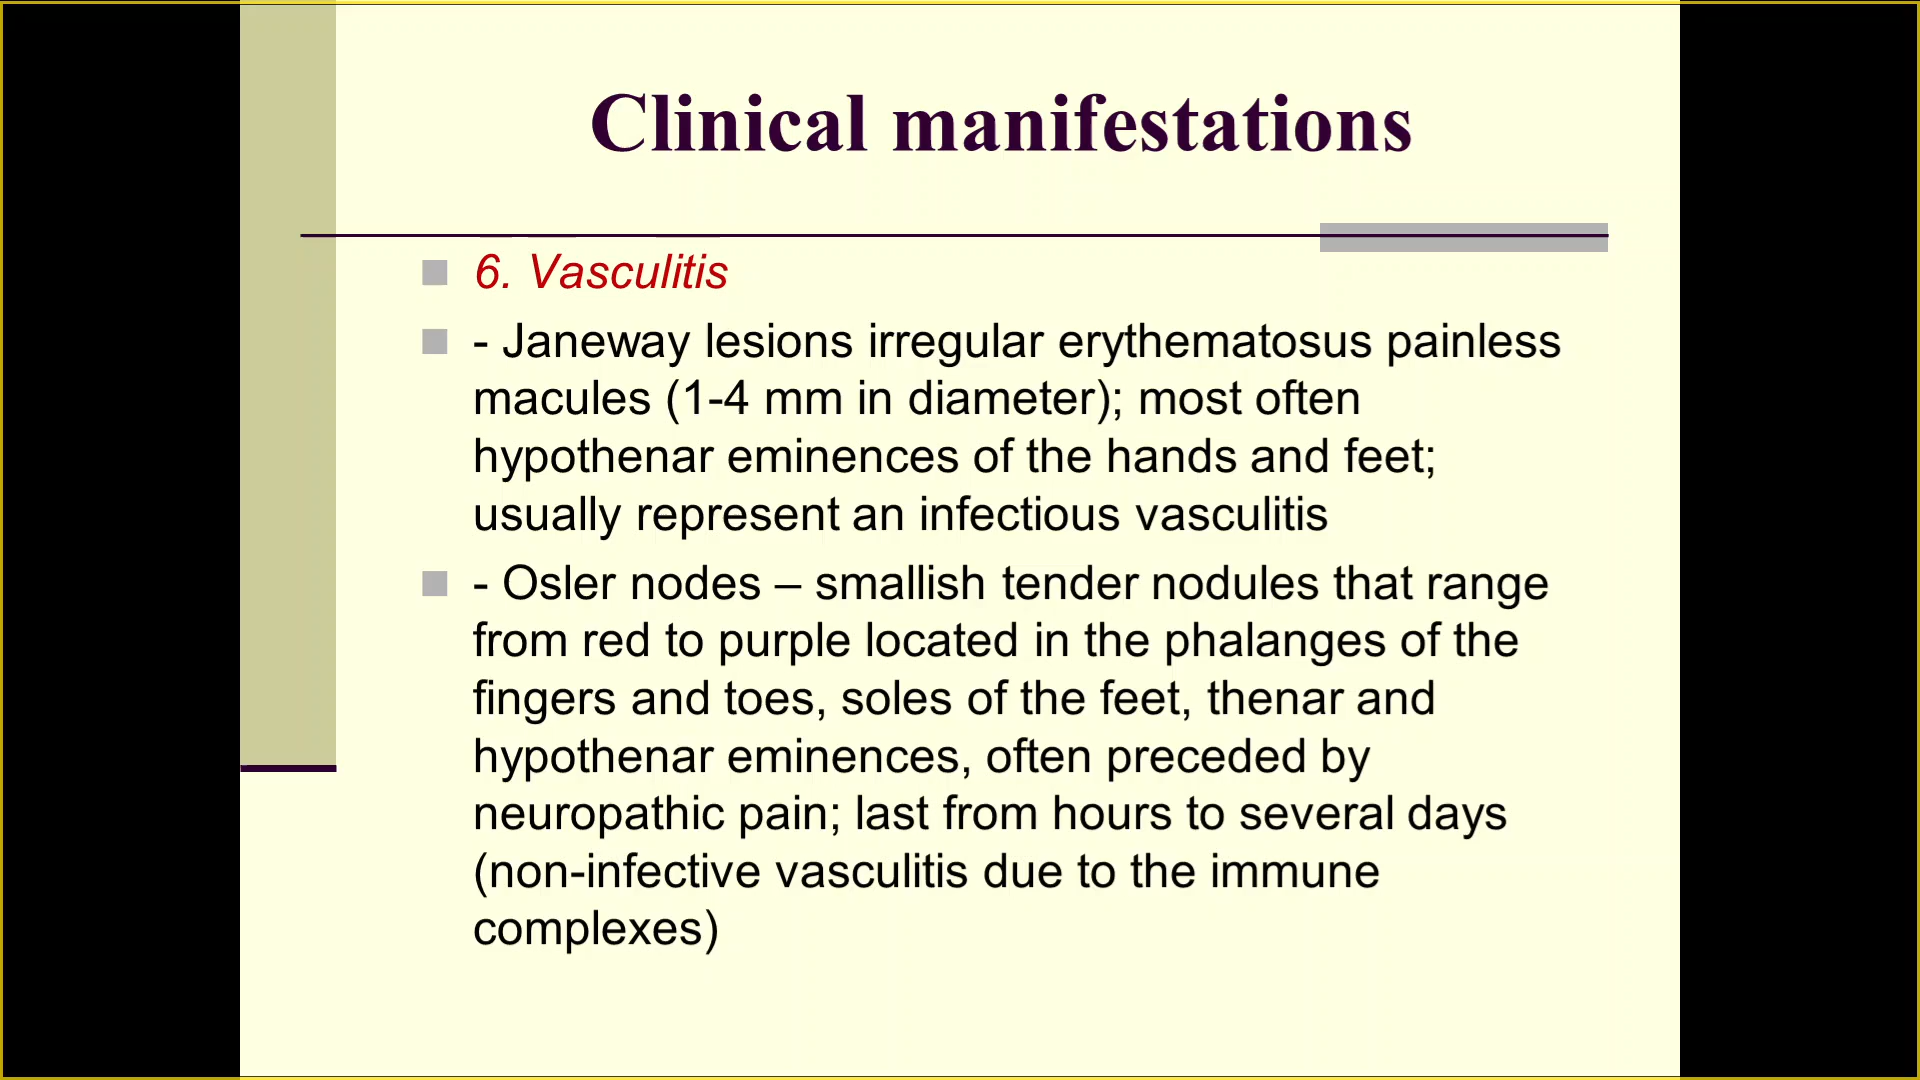 Clinical manifestations
6. Vasculitis
- Janeway lesions irregular erythematosus painless
macules (1-4 mm in diameter); most often
hypothenar eminences of the hands and feet;
usually represent an infectious vasculitis
- Osler nodes – smallish tender nodules that range
from red to purple located in the phalanges of the
fingers and toes, soles of the feet, thenar and
hypothenar eminences, often preceded by
neuropathic pain; last from hours to several days
(non-infective vasculitis due to the immune
complexes)